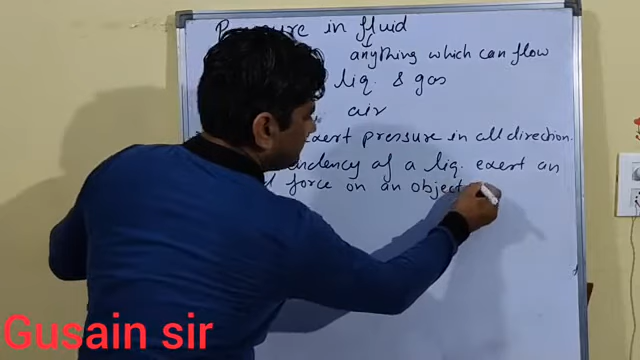 Pressure in fluid
anything which can flow
liq. & gas
air
exert pressure in all direction.
tendency of a liq. exert an
force on an object
Gusain sir